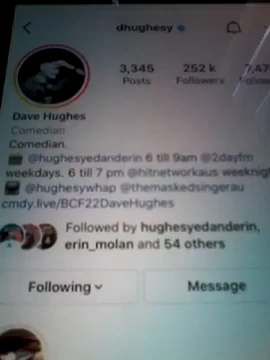 dhughesy
3,345 252 k 7,47
Posts Followers Follow
Dave Hughes
Comedian
Comedian.
@hughesyedanderin 6 till 9am @2dayfm
weekdays. 6 till 7 pm @hitnetworkaus weeknig
@hughesywhap @themaskedsingerau
cmdy.live/BCF22DaveHughes
Followed by hughesyedanderin,
erin_molan and 54 others
Following Message